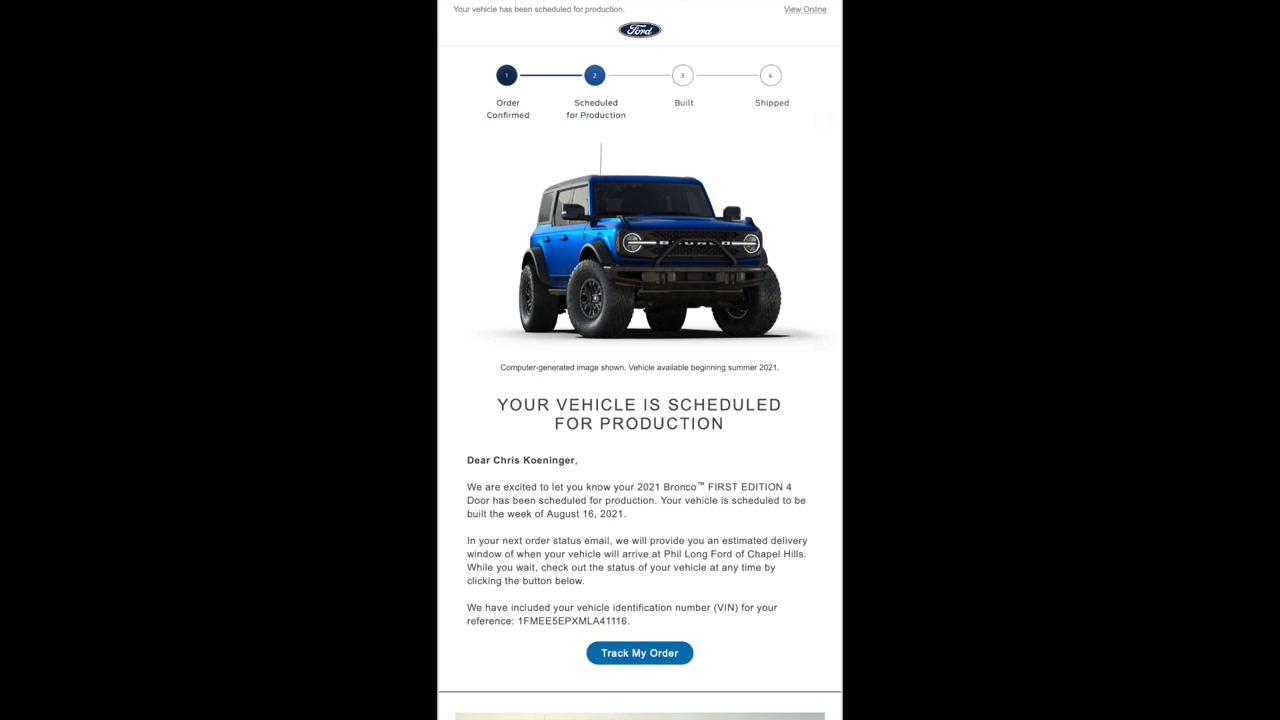 Your vehicle has been scheduled for production.
View Online
Ford
1
2
3
4
Order
Confirmed
Scheduled
for Production
Built
Shipped
BRONCO
Computer-generated image shown. Vehicle available beginning summer 2021.
YOUR VEHICLE IS SCHEDULED
FOR PRODUCTION
Dear Chris Koeninger,
We are excited to let you know your 2021 Bronco™ FIRST EDITION 4
Door has been scheduled for production. Your vehicle is scheduled to be
built the week of August 16, 2021.
In your next order status email, we will provide you an estimated delivery
window of when your vehicle will arrive at Phil Long Ford of Chapel Hills.
While you wait, check out the status of your vehicle at any time by
clicking the button below.
We have included your vehicle identification number (VIN) for your
reference: 1FMEE5EPXMLA41116.
Track My Order